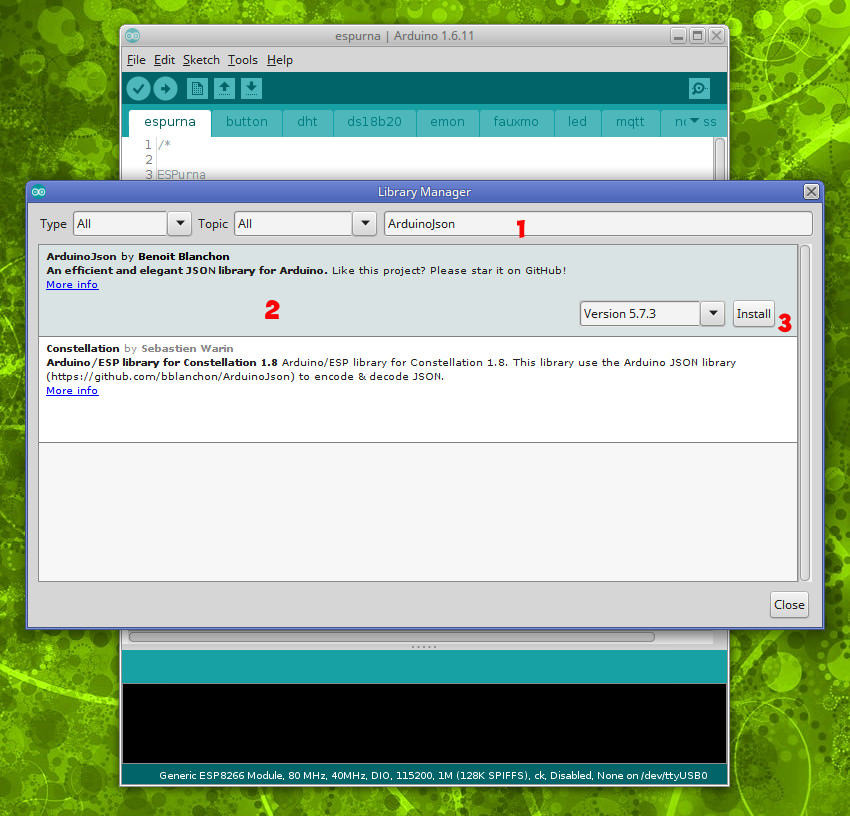 espurna | Arduino 1.6.11
File Edit Sketch Tools Help
espurna button dht ds18b20 emon fauxmo led mqtt ss
1 /*
2
3 ESPurna
Library Manager
Type All Topic All ArduinoJson 1
ArduinoJson by Benoit Blanchon
An efficient and elegant JSON library for Arduino. Like this project? Please star it on GitHub!
More info
2
Version 5.7.3 Install 3
Constellation by Sebastien Warin
Arduino/ESP library for Constellation 1.8 Arduino/ESP library for Constellation 1.8. This library use the Arduino JSON library
(https://github.com/bblanchon/ArduinoJson) to encode & decode JSON.
More info
Close
Generic ESP8266 Module, 80 MHz, 40MHz, DIO, 115200, 1M (128K SPIFFS), ck, Disabled, None on /dev/ttyUSB0